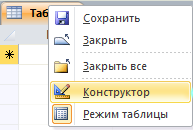 Табл
Сохранить
Закрыть
Закрыть все
Конструктор
Режим таблицы